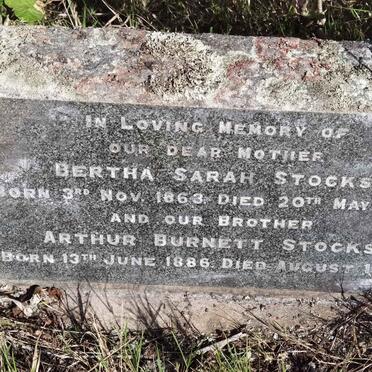 IN LOVING MEMORY OF
OUR DEAR MOTHER
BERTHA SARAH STOCKS
BORN 3RD NOV. 1863. DIED 20TH MAY
AND OUR BROTHER
ARTHUR BURNETT STOCKS
BORN 13TH JUNE 1886 DIED AUGUST